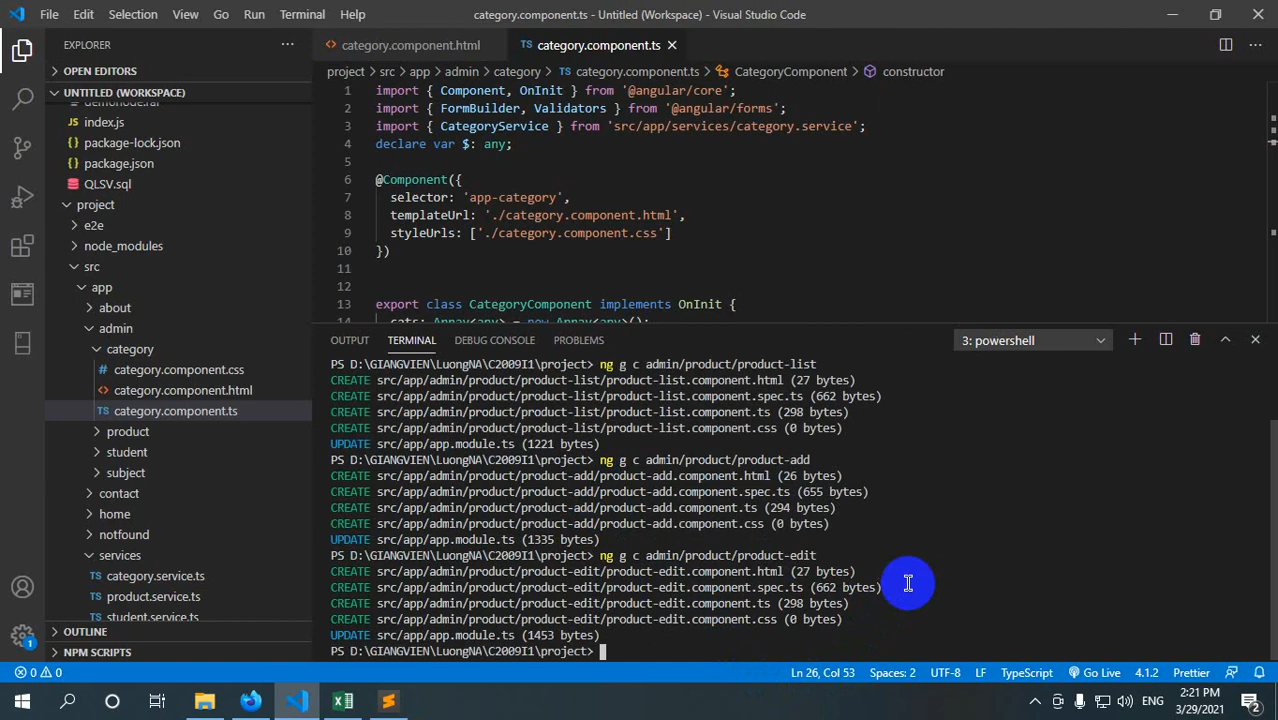 File Edit Selection View Go Run Terminal Help category.component.ts - Untitled (Workspace) - Visual Studio Code
EXPLORER
OPEN EDITORS
UNTITLED (WORKSPACE)
demonode.rar
index.js
package-lock.json
package.json
QLSV.sql
project
e2e
node_modules
src
app
about
admin
category
category.component.css
category.component.html
category.component.ts
product
student
subject
contact
home
notfound
services
category.service.ts
product.service.ts
student.service.ts
OUTLINE
NPM SCRIPTS
category.component.html TS category.component.ts
project > src > app > admin > category > TS category.component.ts > CategoryComponent > constructor
1 import { Component, OnInit } from '@angular/core';
2 import { FormBuilder, Validators } from '@angular/forms';
3 import { CategoryService } from 'src/app/services/category.service';
4 declare var $: any;
5
6 @Component({
7 selector: 'app-category',
8 templateUrl: './category.component.html',
9 styleUrls: ['./category.component.css']
10 })
11
12
13 export class CategoryComponent implements OnInit {
14 cats: Array<any> = new Array<any>();
OUTPUT TERMINAL DEBUG CONSOLE PROBLEMS 3: powershell
PS D:\GIANGVIEN\LuongNA\C2009I1\project> ng g c admin/product/product-list
CREATE src/app/admin/product/product-list/product-list.component.html (27 bytes)
CREATE src/app/admin/product/product-list/product-list.component.spec.ts (662 bytes)
CREATE src/app/admin/product/product-list/product-list.component.ts (298 bytes)
CREATE src/app/admin/product/product-list/product-list.component.css (0 bytes)
UPDATE src/app/app.module.ts (1221 bytes)
PS D:\GIANGVIEN\LuongNA\C2009I1\project> ng g c admin/product/product-add
CREATE src/app/admin/product/product-add/product-add.component.html (26 bytes)
CREATE src/app/admin/product/product-add/product-add.component.spec.ts (655 bytes)
CREATE src/app/admin/product/product-add/product-add.component.ts (294 bytes)
CREATE src/app/admin/product/product-add/product-add.component.css (0 bytes)
UPDATE src/app/app.module.ts (1335 bytes)
PS D:\GIANGVIEN\LuongNA\C2009I1\project> ng g c admin/product/product-edit
CREATE src/app/admin/product/product-edit/product-edit.component.html (27 bytes)
CREATE src/app/admin/product/product-edit/product-edit.component.spec.ts (662 bytes)
CREATE src/app/admin/product/product-edit/product-edit.component.ts (298 bytes)
CREATE src/app/admin/product/product-edit/product-edit.component.css (0 bytes)
UPDATE src/app/app.module.ts (1453 bytes)
PS D:\GIANGVIEN\LuongNA\C2009I1\project>
0 0 Ln 26, Col 53 Spaces: 2 UTF-8 LF TypeScript Go Live 4.1.2 Prettier
ENG 2:21 PM
3/29/2021 2